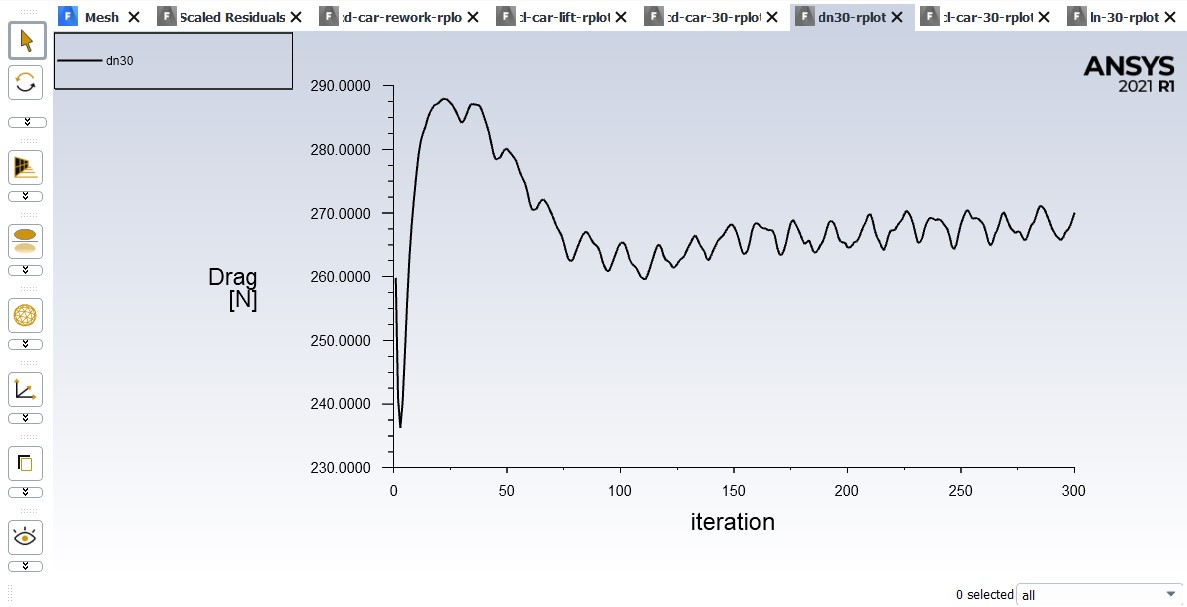 Mesh
Scaled Residuals
:d-car-rework-rplo
:l-car-lift-rplot
:d-car-30-rplot
dn30-rplot
:l-car-30-rplot
ln-30-rplot
dn30
ANSYS
2021 R1
290.0000
280.0000
270.0000
260.0000
250.0000
240.0000
230.0000
Drag
[N]
0 50 100 150 200 250 300
iteration
0 selected all